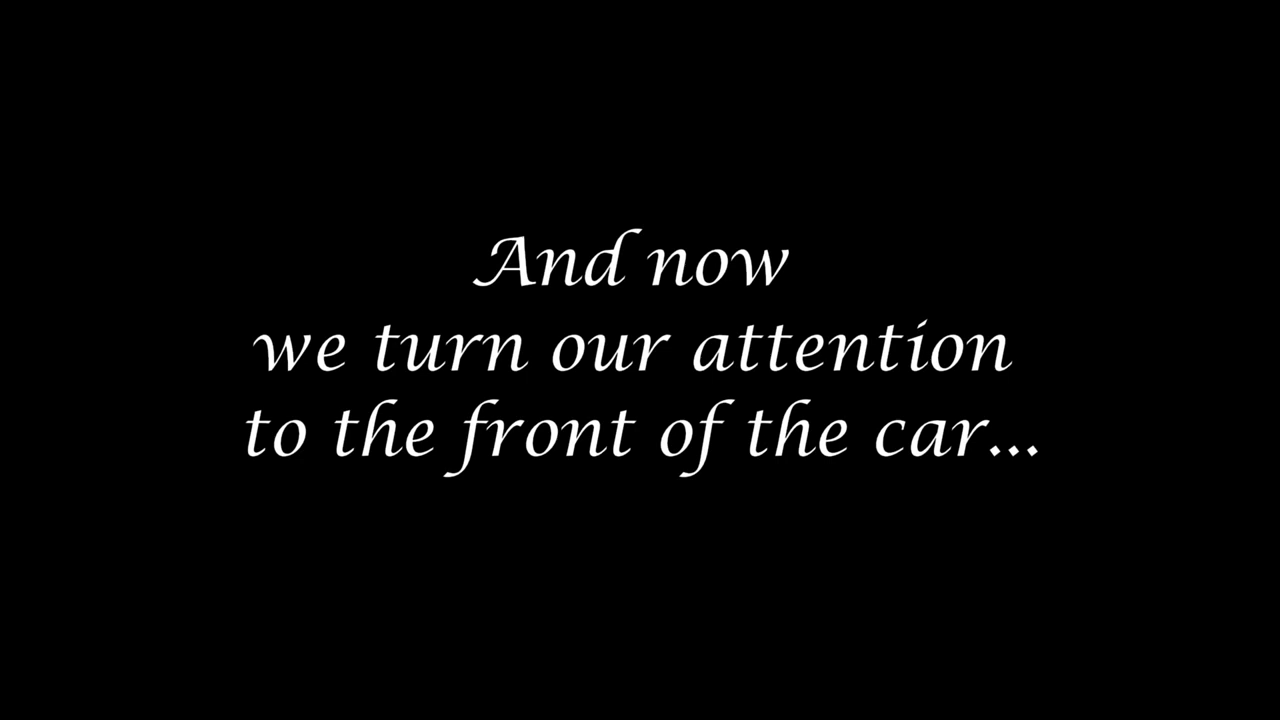 And now
we turn our attention
to the front of the car...